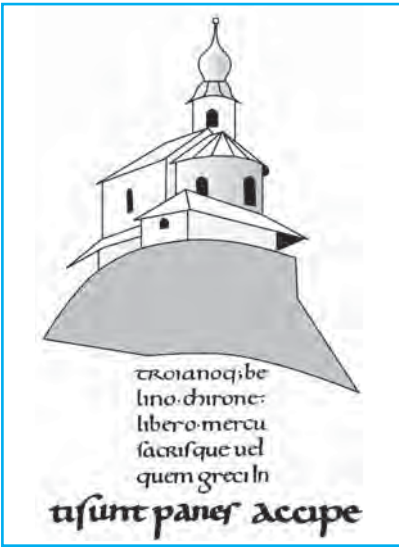 TROIANOq;be
lino·chirone:
libero·mercu
sacrisque uel
quem greci In
tisunt panes accipe